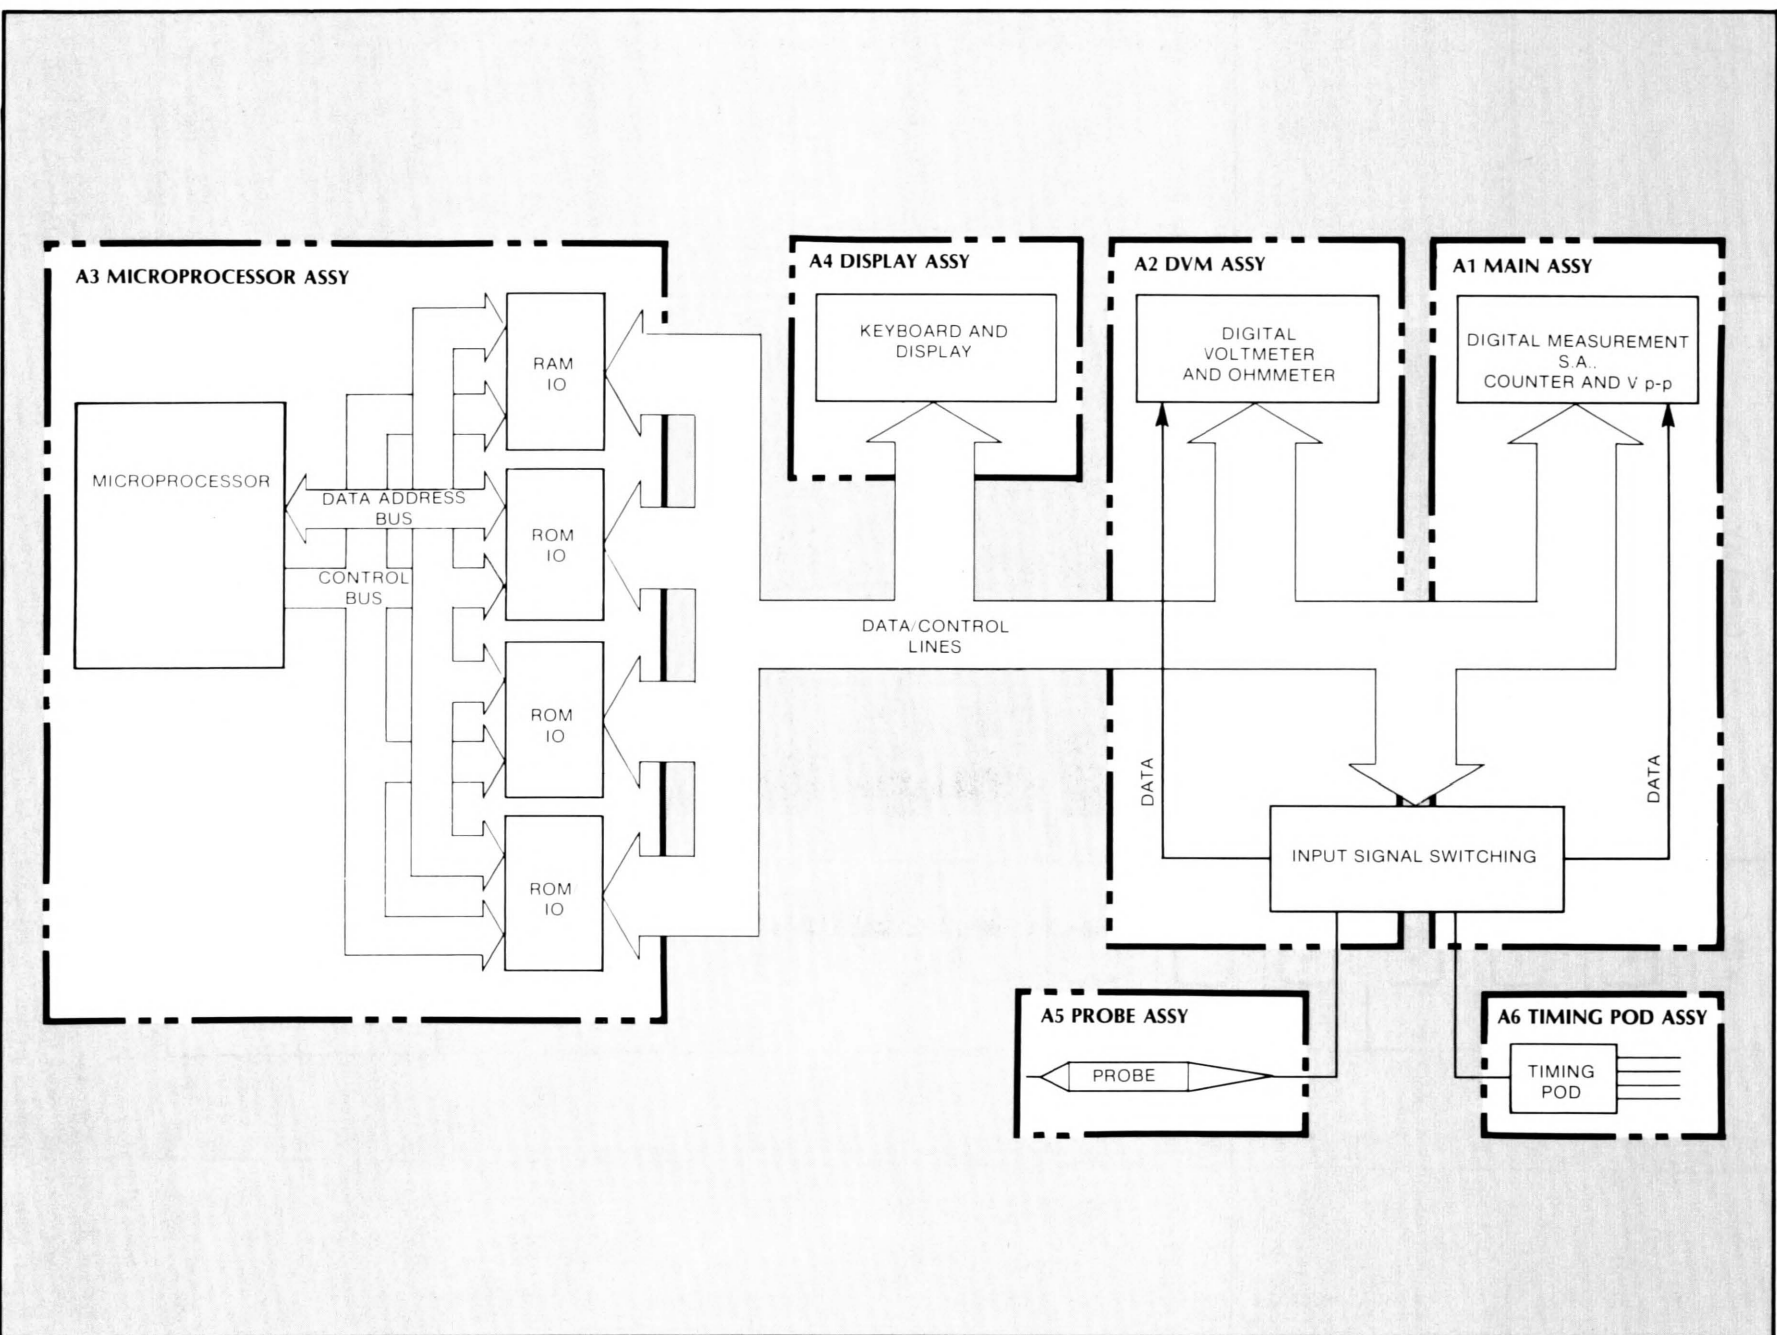 A3 MICROPROCESSOR ASSY
MICROPROCESSOR
DATA ADDRESS
BUS
CONTROL
BUS
RAM
IO
ROM
IO
ROM
IO
ROM
IO
A4 DISPLAY ASSY
KEYBOARD AND
DISPLAY
DATA/CONTROL
LINES
A2 DVM ASSY
DIGITAL
VOLTMETER
AND OHMMETER
DATA
A1 MAIN ASSY
DIGITAL MEASUREMENT
S.A.,
COUNTER AND V p-p
DATA
INPUT SIGNAL SWITCHING
A5 PROBE ASSY
PROBE
A6 TIMING POD ASSY
TIMING
POD